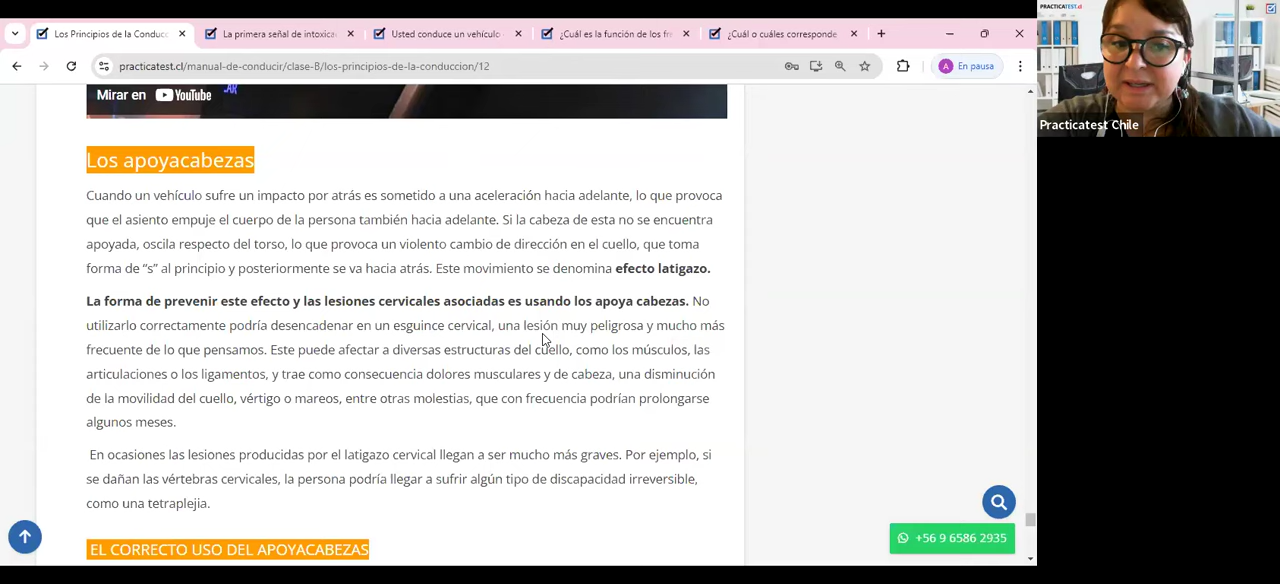 Los Principios de la Conducc
La primera señal de intoxica
Usted conduce un vehículo
¿Cuál es la función de los fre
¿Cuál o cuáles corresponde
practicatest.cl/manual-de-conducir/clase-B/los-principios-de-la-conduccion/12
A En pausa
PRACTICATEST.cl
Practicatest Chile
Mirar en YouTube
Los apoyacabezas
Cuando un vehículo sufre un impacto por atrás es sometido a una aceleración hacia adelante, lo que provoca
que el asiento empuje el cuerpo de la persona también hacia adelante. Si la cabeza de esta no se encuentra
apoyada, oscila respecto del torso, lo que provoca un violento cambio de dirección en el cuello, que toma
forma de “s” al principio y posteriormente se va hacia atrás. Este movimiento se denomina efecto latigazo.
La forma de prevenir este efecto y las lesiones cervicales asociadas es usando los apoya cabezas. No
utilizarlo correctamente podría desencadenar en un esguince cervical, una lesión muy peligrosa y mucho más
frecuente de lo que pensamos. Este puede afectar a diversas estructuras del cuello, como los músculos, las
articulaciones o los ligamentos, y trae como consecuencia dolores musculares y de cabeza, una disminución
de la movilidad del cuello, vértigo o mareos, entre otras molestias, que con frecuencia podrían prolongarse
algunos meses.
En ocasiones las lesiones producidas por el latigazo cervical llegan a ser mucho más graves. Por ejemplo, si
se dañan las vértebras cervicales, la persona podría llegar a sufrir algún tipo de discapacidad irreversible,
como una tetraplejia.
+56 9 6586 2935
EL CORRECTO USO DEL APOYACABEZAS